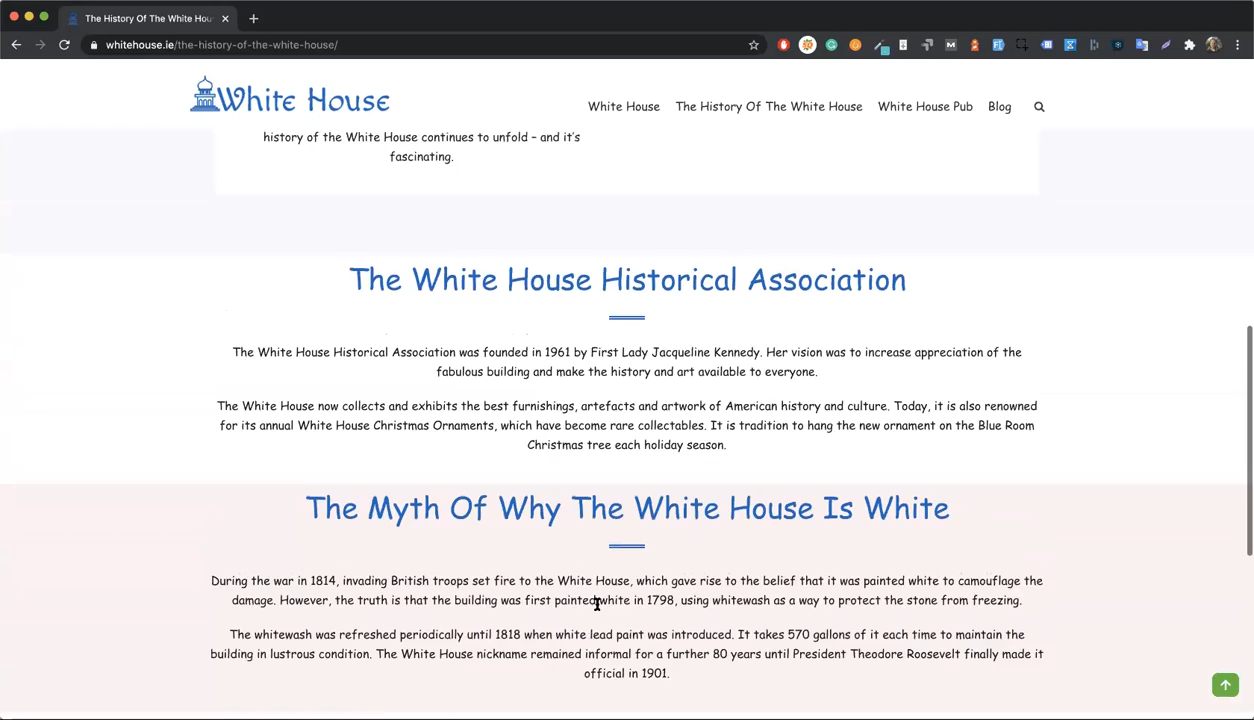 The History Of The White Hou
whitehouse.ie/the-history-of-the-white-house/
White House
White House
The History Of The White House
White House Pub
Blog
history of the White House continues to unfold – and it's
fascinating.
The White House Historical Association
The White House Historical Association was founded in 1961 by First Lady Jacqueline Kennedy. Her vision was to increase appreciation of the
fabulous building and make the history and art available to everyone.
The White House now collects and exhibits the best furnishings, artefacts and artwork of American history and culture. Today, it is also renowned
for its annual White House Christmas Ornaments, which have become rare collectables. It is tradition to hang the new ornament on the Blue Room
Christmas tree each holiday season.
The Myth Of Why The White House Is White
During the war in 1814, invading British troops set fire to the White House, which gave rise to the belief that it was painted white to camouflage the
damage. However, the truth is that the building was first painted white in 1798, using whitewash as a way to protect the stone from freezing.
The whitewash was refreshed periodically until 1818 when white lead paint was introduced. It takes 570 gallons of it each time to maintain the
building in lustrous condition. The White House nickname remained informal for a further 80 years until President Theodore Roosevelt finally made it
official in 1901.